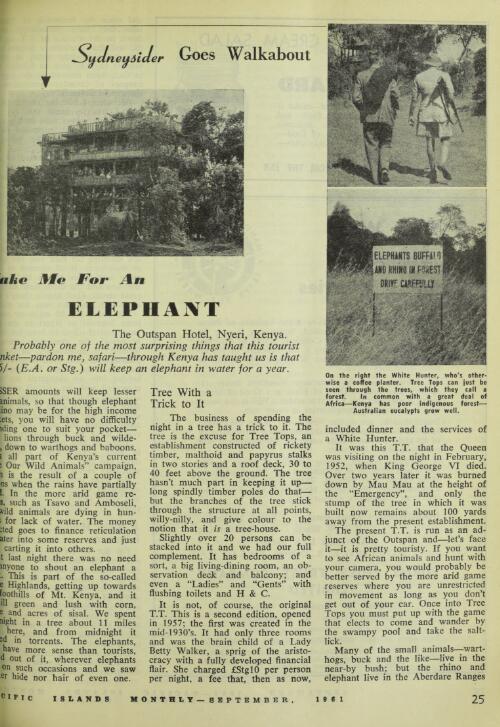 Sydneysider Goes Walkabout
ELEPHANTS BUFFALO
AND RHINO IN FOREST
DRIVE CAREFULLY
ake Me For An
ELEPHANT
The Outspan Hotel, Nyeri, Kenya.
Probably one of the most surprising things that this tourist
nket—pardon me, safari—through Kenya has taught us is that
5/- (E.A. or Stg.) will keep an elephant in water for a year.
SSER amounts will keep lesser
animals, so that though elephant
ino may be for the high income
kets, you will have no difficulty
g one to suit your pocket—
lions through buck and wilde-
, down to warthogs and baboons.
all part of Kenya's current
Our Wild Animals" campaign,
is the result of a couple of
ns when the rains have partially
. In the more arid game re-
, such as Tsavo and Amboseli,
wild animals are dying in hun-
for lack of water. The money
cted goes to finance reticulation
ater into some reserves and just
carting it into others.
last night there was no need
anyone to shout an elephant a
. This is part of the so-called
Highlands, getting up towards
foothills of Mt. Kenya, and it
ll green and lush with corn,
and acres of sisal. We spent
night in a tree about 11 miles
here, and from midnight it
ed in torrents. The elephants,
have more sense than tourists,
d out of it, wherever elephants
on such occasions and we saw
er hide nor hair of even one.
Tree With a
Trick to It
The business of spending the
night in a tree has a trick to it. The
tree is the excuse for Tree Tops, an
establishment constructed of rickety
timber, malthoid and papyrus stalks
in two stories and a roof deck, 30 to
40 feet above the ground. The tree
hasn't much part in keeping it up—
long spindly timber poles do that—
but the branches of the tree stick
through the structure at all points,
willy-nilly, and give colour to the
notion that it is a tree-house.
Slightly over 20 persons can be
stacked into it and we had our full
complement. It has bedrooms of a
sort, a big living-dining room, an ob-
servation deck and balcony; and
even a "Ladies" and "Gents" with
flushing toilets and H & C.
It is not, of course, the original
T.T. This is a second edition, opened
in 1957; the first was created in the
mid-1930's. It had only three rooms
and was the brain child of a Lady
Betty Walker, a sprig of the aristo-
cracy with a fully developed financial
flair. She charged £Stg10 per person
per night, a fee that, then as now,
On the right the White Hunter, who's other-
wise a coffee planter. Tree Tops can just be
seen through the trees, which they call a
forest. In common with a great deal of
Africa—Kenya has poor indigenous forest—
Australian eucalypts grow well.
included dinner and the services of
a White Hunter.
It was this T.T. that the Queen
was visiting on the night in February,
1952, when King George VI died.
Over two years later it was burned
down by Mau Mau at the height of
the "Emergency", and only the
stump of the tree in which it was
built now remains about 100 yards
away from the present establishment.
The present T.T. is run as an ad-
junct of the Outspan and—let's face
it—it is pretty touristy. If you want
to see African animals and hunt with
your camera, you would probably be
better served by the more arid game
reserves where you are unrestricted
in movement as long as you don't
get out of your car. Once into Tree
Tops you must put up with the game
that elects to come and wander by
the swampy pool and take the salt-
lick.
Many of the small animals—wart-
hogs, buck and the like—live in the
near-by bush; but the rhino and
elephant live in the Aberdare Ranges
CIFIC ISLANDS MONTHLY—SEPTEMBER, 1961
25